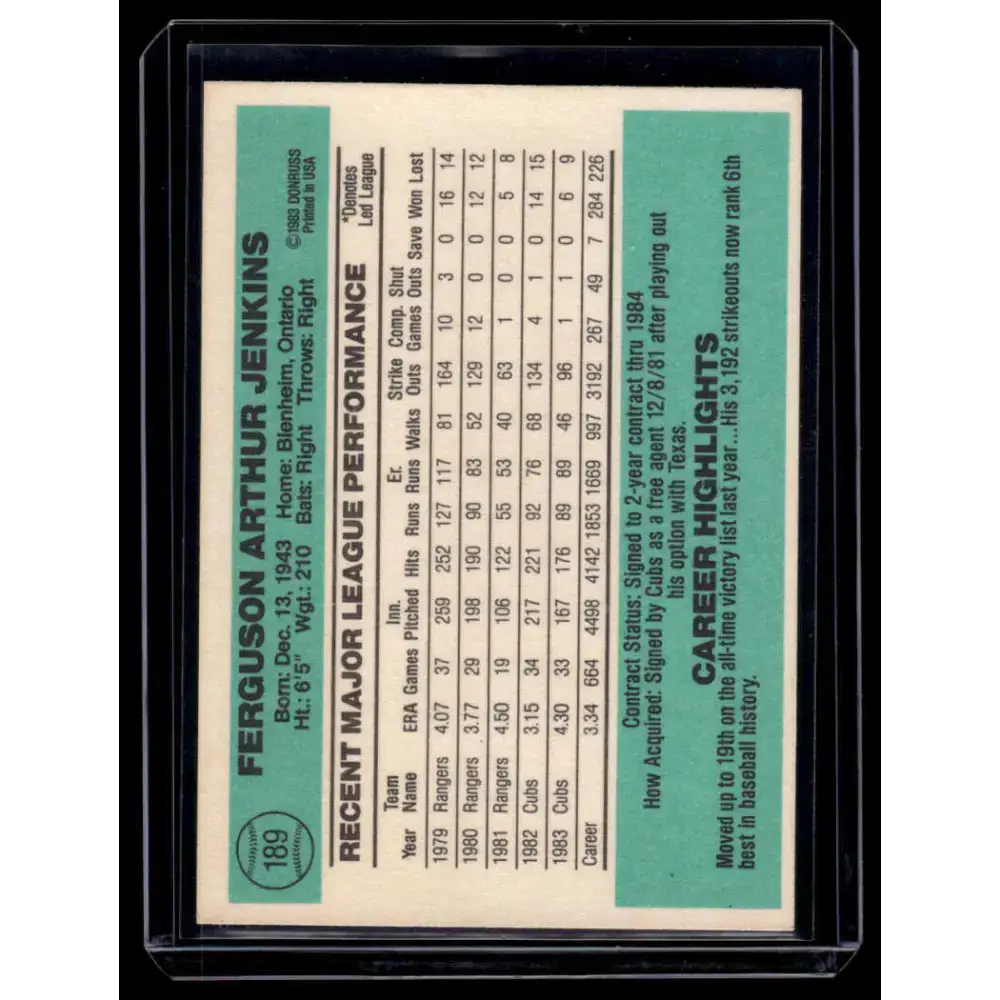 189
FERGUSON ARTHUR JENKINS
Born: Dec. 13, 1943 Home: Blenheim, Ontario
Ht.: 6'5" Wgt.: 210 Bats: Right Throws: Right
©1983 DONRUSS
Printed In USA
RECENT MAJOR LEAGUE PERFORMANCE
*Denotes
Led League
Team Inn. Er. Strike Comp. Shut
Year Name ERA Games Pitched Hits Runs Runs Walks Outs Games Outs Save Won Lost
1979 Rangers 4.07 37 259 252 127 117 81 164 10 3 0 16 14
1980 Rangers 3.77 29 198 190 90 83 52 129 12 0 0 12 12
1981 Rangers 4.50 19 106 122 55 53 40 63 1 0 0 5 8
1982 Cubs 3.15 34 217 221 92 76 68 134 4 1 0 14 15
1983 Cubs 4.30 33 167 176 89 89 46 96 1 1 0 6 9
Career 3.34 664 4498 4142 1853 1669 997 3192 267 49 7 284 226
Contract Status: Signed to 2-year contract thru 1984
How Acquired: Signed by Cubs as a free agent 12/8/81 after playing out
his option with Texas.
CAREER HIGHLIGHTS
Moved up to 19th on the all-time victory list last year...His 3,192 strikeouts now rank 6th
best in baseball history.